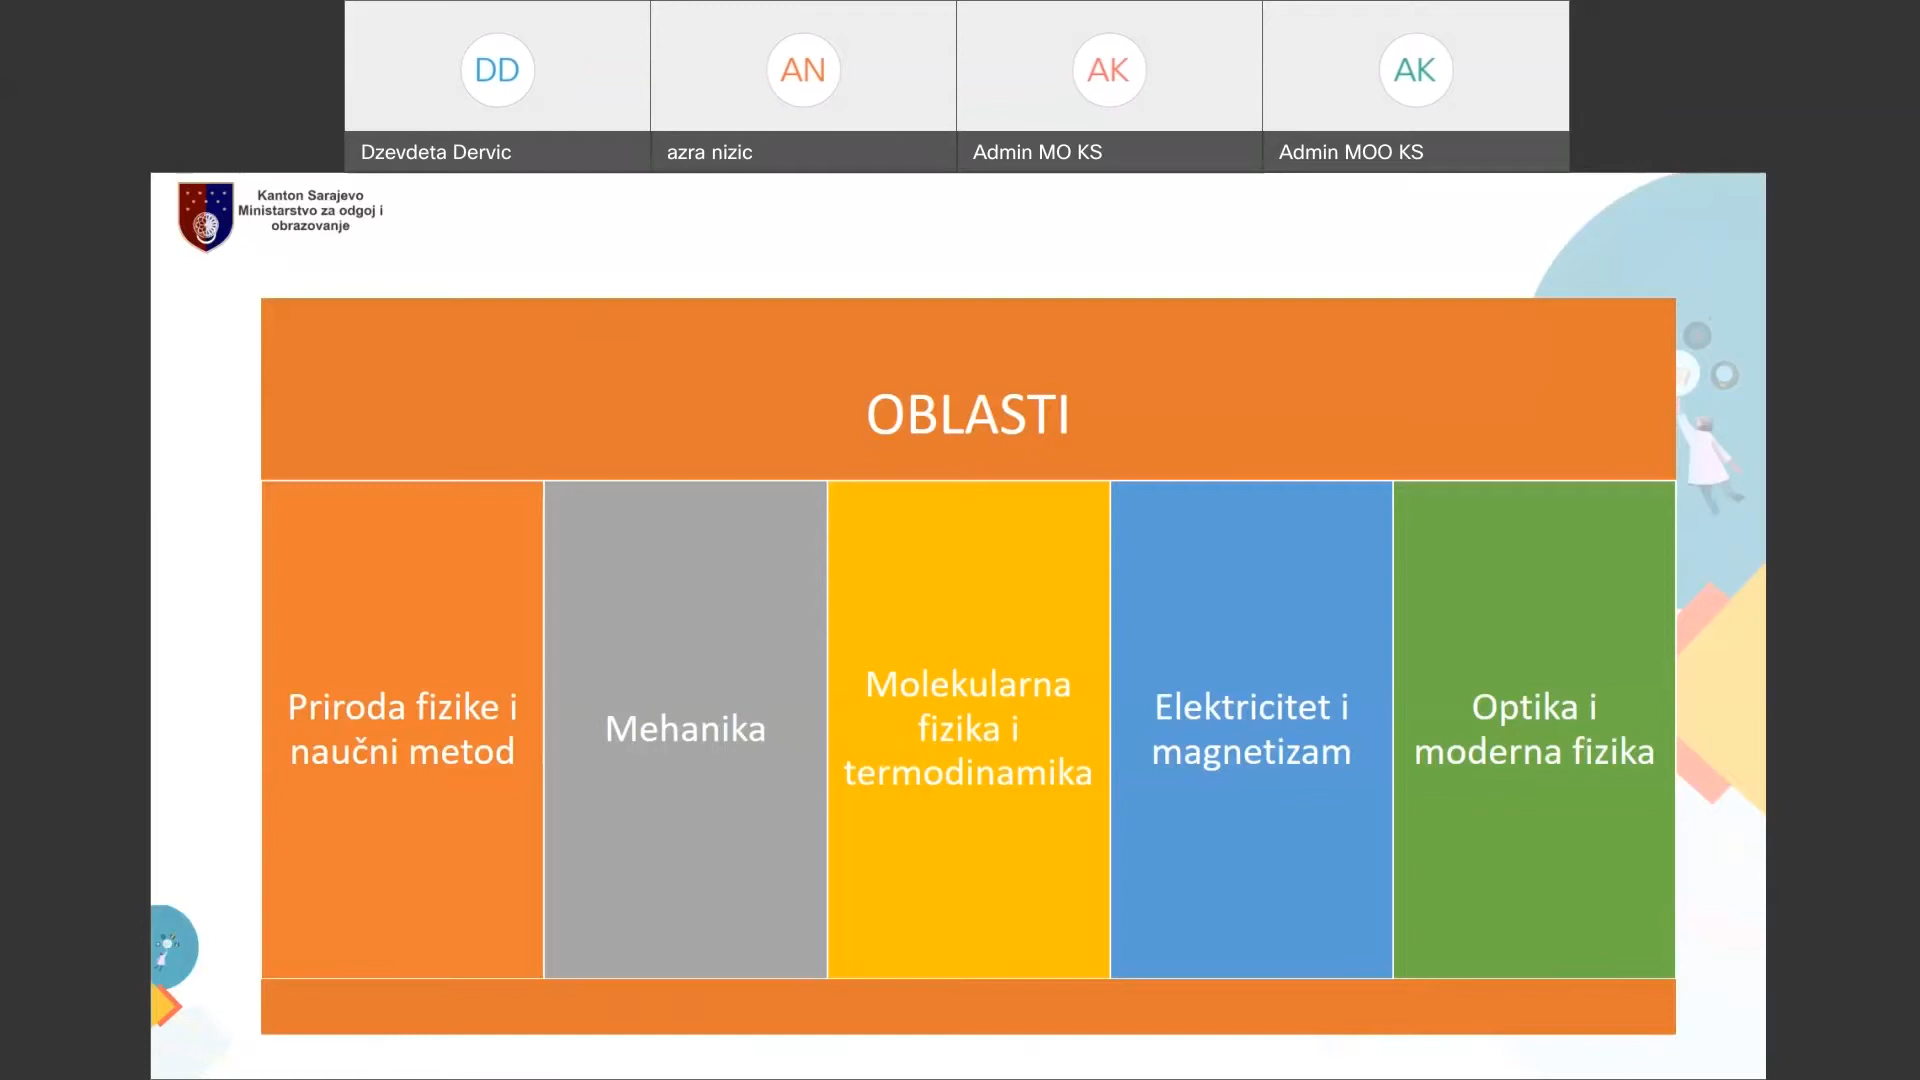 DD
AN
AK
AK
Dzevdeta Dervic
azra nizic
Admin MO KS
Admin MOO KS
Kanton Sarajevo
Ministarstvo za odgoj i
obrazovanje
OBLASTI
Priroda fizike i
naučni metod
Mehanika
Molekularna
fizika i
termodinamika
Elektricitet i
magnetizam
Optika i
moderna fizika